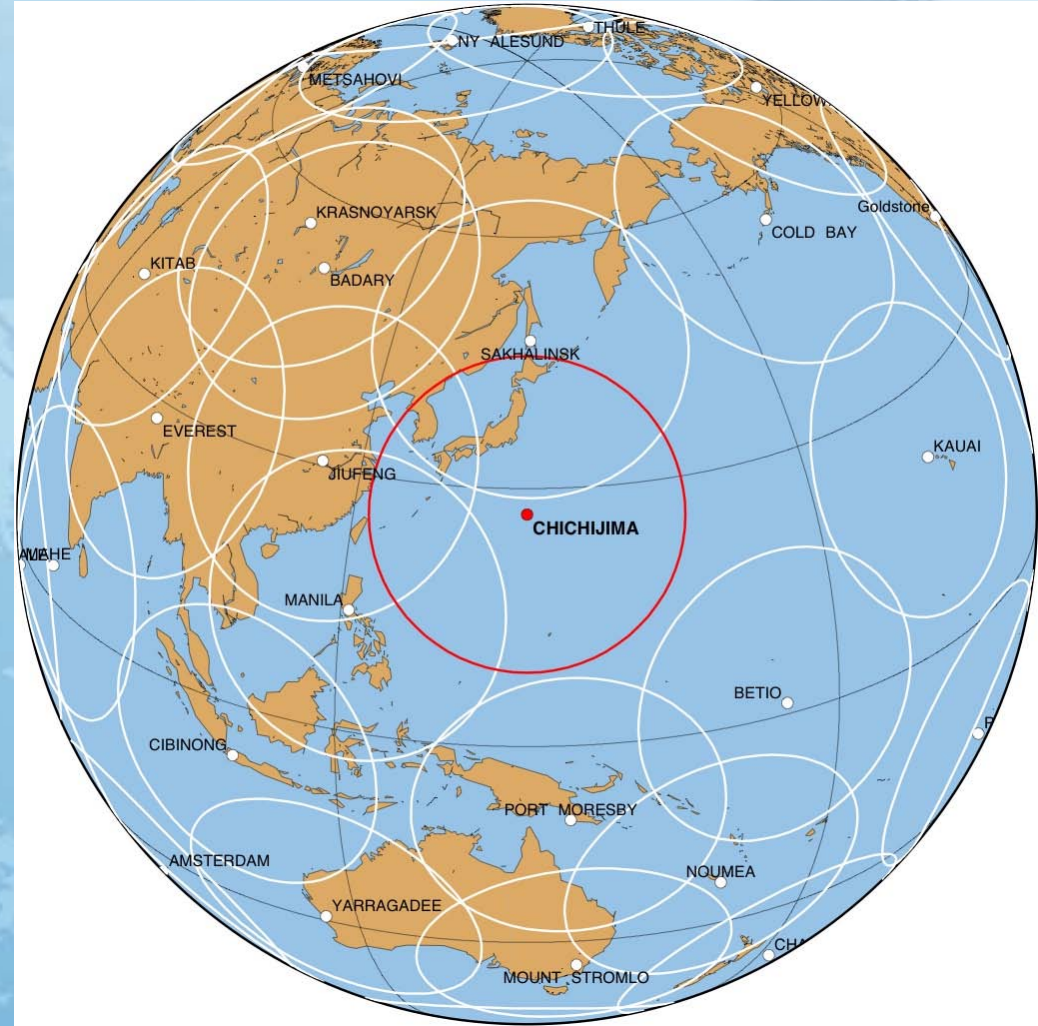 THULE
NY ALESUND
METSAHOVI
Goldstone
KRASNOYARSK
COLD BAY
KITAB
BADARY
SAKHALINSK
EVEREST
KAUAI
JIUFENG
CHICHIJIMA
MAHE
MANILA
BETIO
CIBINONG
PORT MORESBY
AMSTERDAM
NOUMEA
YARRAGADEE
MOUNT STROMLO